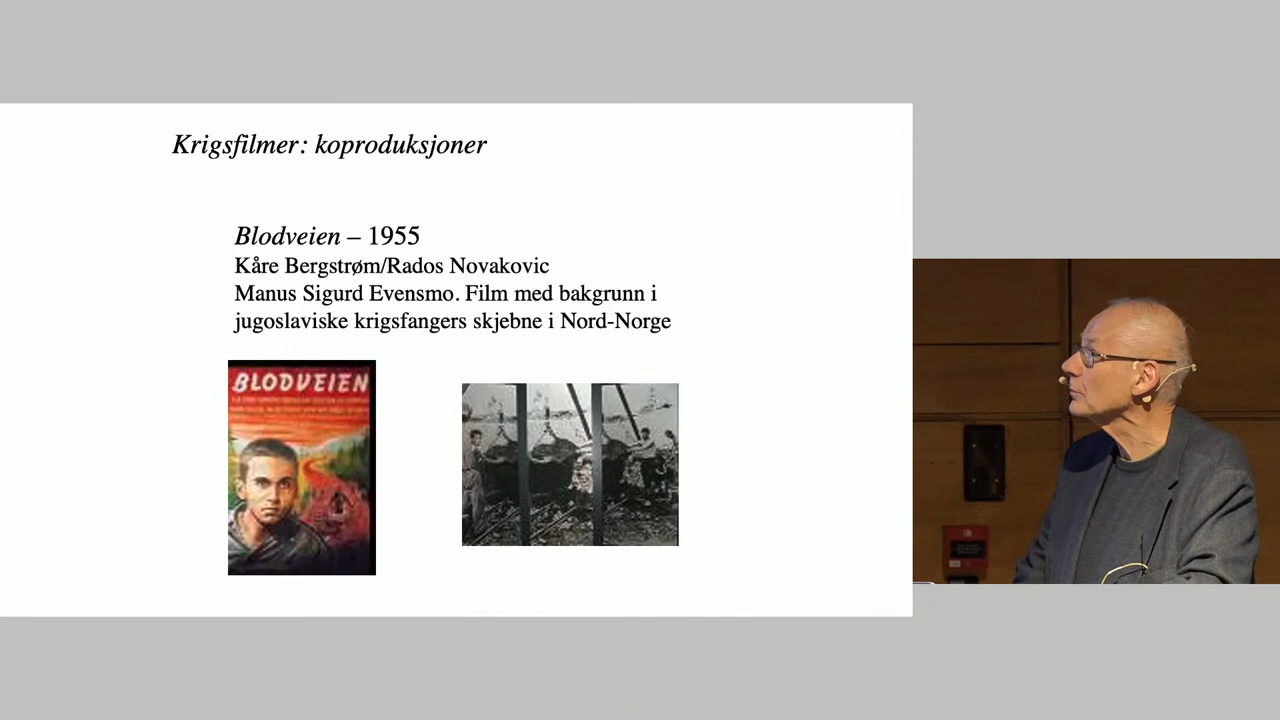 Krigsfilmer: koproduksjoner
Blodveien – 1955
Kåre Bergstrøm/Rados Novakovic
Manus Sigurd Evensmo. Film med bakgrunn i
jugoslaviske krigsfangers skjebne i Nord-Norge
BLODVEIEN